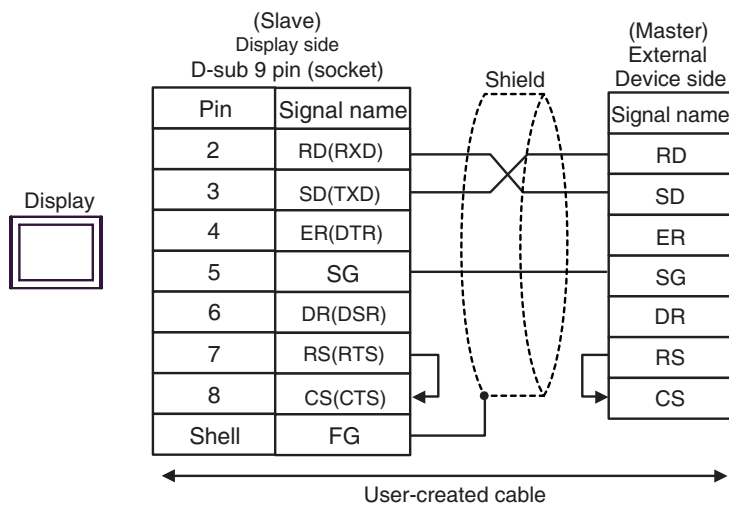 (Slave)
Display side
D-sub 9 pin (socket)
(Master)
External
Device side
Shield
Pin Signal name
Signal name
2 RD(RXD) RD
3 SD(TXD) SD
Display
4 ER(DTR) ER
5 SG SG
6 DR(DSR) DR
7 RS(RTS) RS
8 CS(CTS) CS
Shell FG
User-created cable